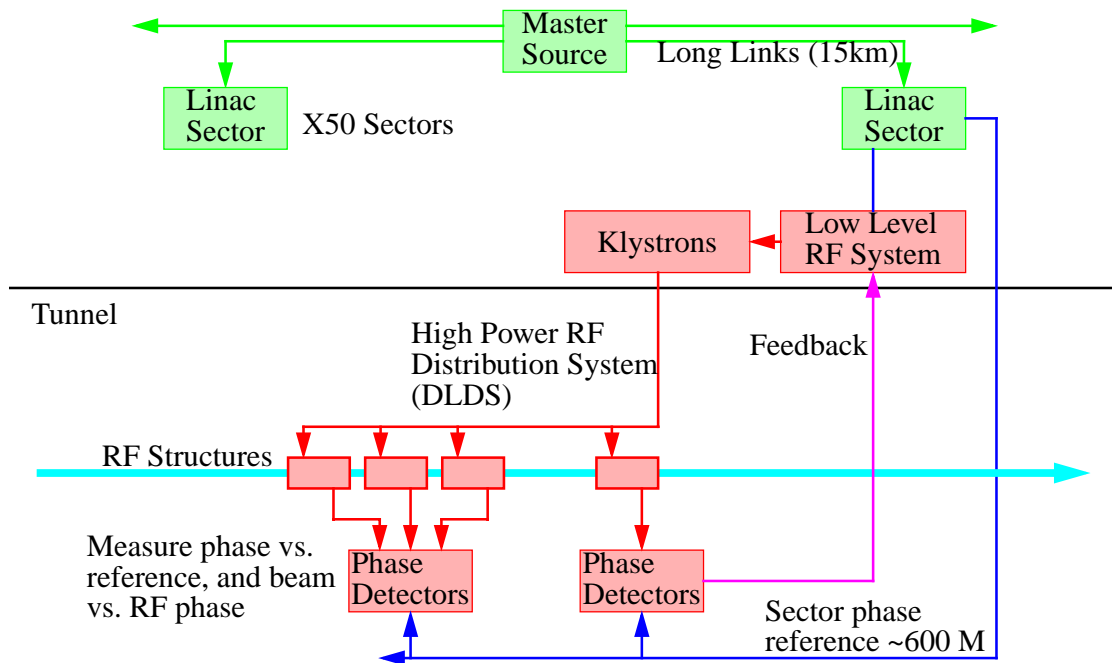 Master
Source
Long Links (15km)
Linac
Sector
X50 Sectors
Linac
Sector
Klystrons
Low Level
RF System
Tunnel
High Power RF
Distribution System
(DLDS)
Feedback
RF Structures
Measure phase vs.
reference, and beam
vs. RF phase
Phase
Detectors
Phase
Detectors
Sector phase
reference ~600 M